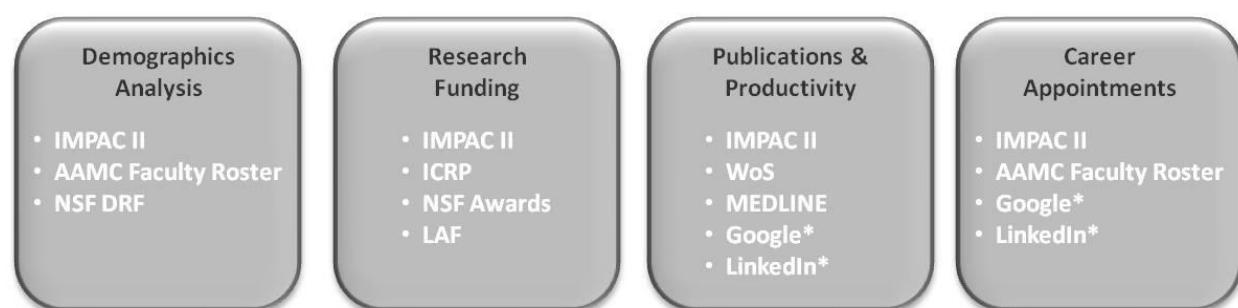 Demographics
Analysis
• IMPAC II
• AAMC Faculty Roster
• NSF DRF
Research
Funding
• IMPAC II
• ICRP
• NSF Awards
• LAF
Publications &
Productivity
• IMPAC II
• WoS
• MEDLINE
• Google*
• LinkedIn*
Career
Appointments
• IMPAC II
• AAMC Faculty Roster
• Google*
• LinkedIn*